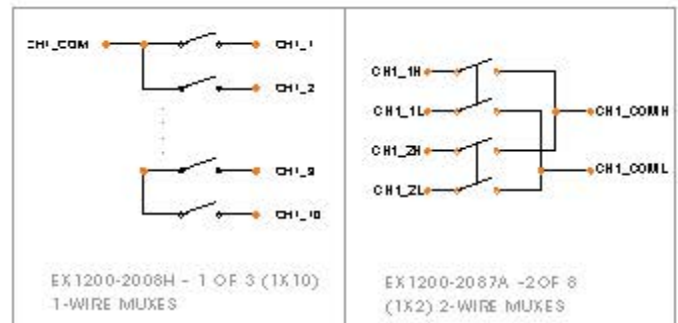 CH1_COM
CH1_1
CH1_2
CH1_9
CH1_10
EX1200-2008H - 1 OF 3 (1X10)
1-WIRE MUXES
CH1_1H
CH1_1L
CH1_2H
CH1_2L
CH1_COMH
CH1_COML
EX1200-2087A -2 OF 8
(1X2) 2-WIRE MUXES